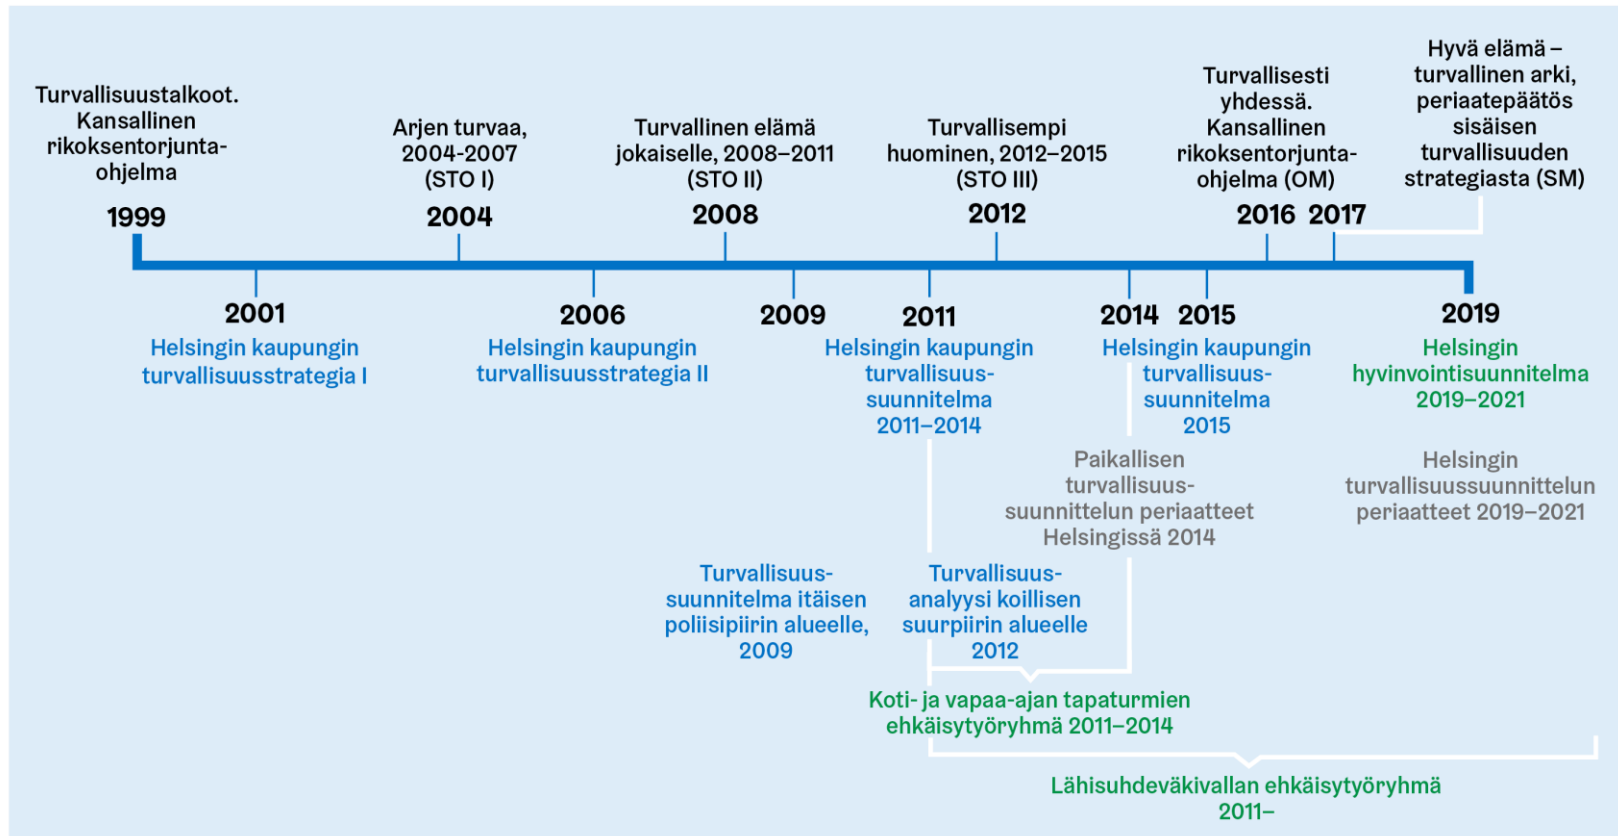 Turvallisuustalkoot.
Kansallinen
rikoksentorjunta-
ohjelma
1999
Arjen turvaa,
2004-2007
(STO I)
2004
Turvallinen elämä
jokaiselle, 2008–2011
(STO II)
2008
Turvallisempi
huominen, 2012–2015
(STO III)
2012
Turvallisesti
yhdessä.
Kansallinen
rikoksentorjunta-
ohjelma (OM)
2016
Hyvä elämä –
turvallinen arki,
periaatepäätös
sisäisen
turvallisuuden
strategiasta (SM)
2017
2001
Helsingin kaupungin
turvallisuusstrategia I
2006
Helsingin kaupungin
turvallisuusstrategia II
2009
2011
Helsingin kaupungin
turvallisuus-
suunnitelma
2011–2014
2014
2015
Helsingin kaupungin
turvallisuus-
suunnitelma
2015
2019
Helsingin
hyvinvointisuunnitelma
2019–2021
Paikallisen
turvallisuus-
suunnittelun periaatteet
Helsingissä 2014
Helsingin
turvallisuussuunnittelun
periaatteet 2019–2021
Turvallisuus-
suunnitelma itäisen
poliisipiirin alueelle,
2009
Turvallisuus-
analyysi koillisen
suurpiirin alueelle
2012
Koti- ja vapaa-ajan tapaturmien
ehkäisytyöryhmä 2011–2014
Lähisuhdeväkivallan ehkäisytyöryhmä
2011–